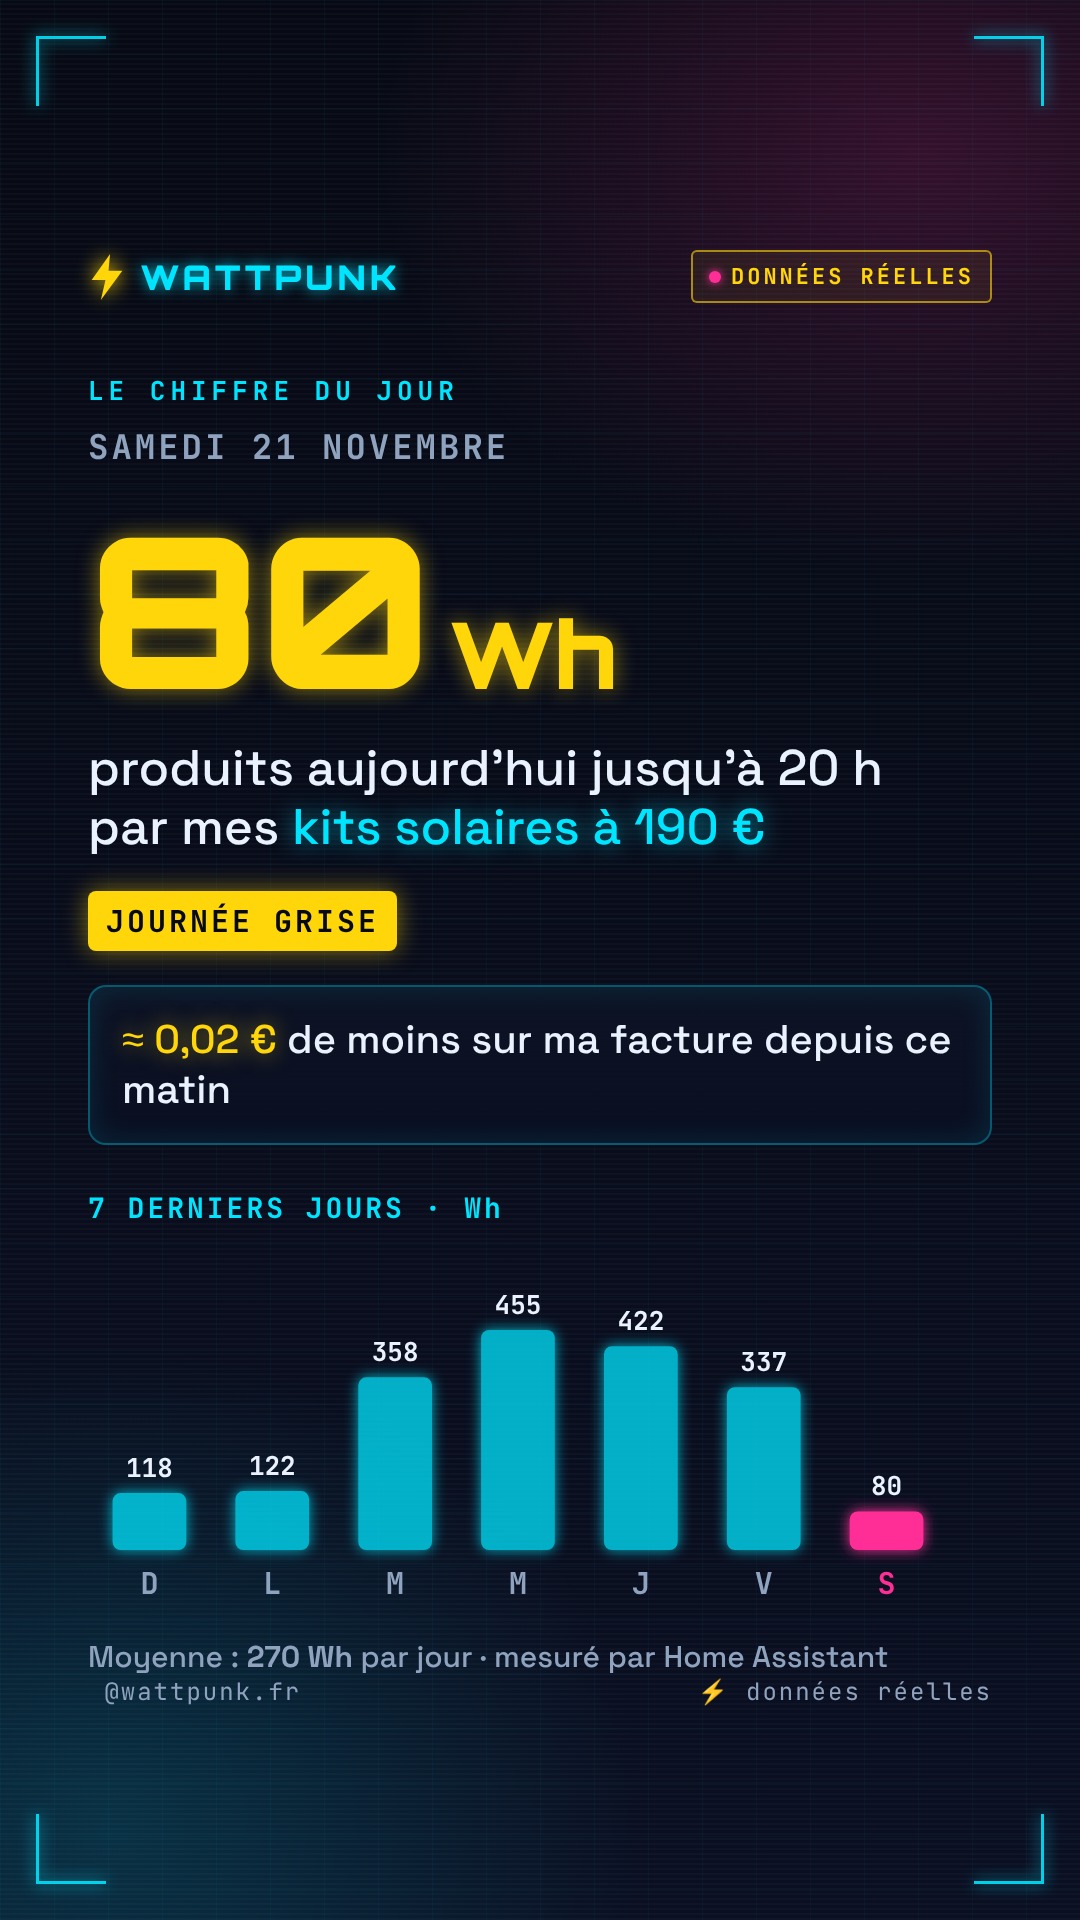 ⚡ WATTPUNK
DONNÉES RÉELLES
LE CHIFFRE DU JOUR
SAMEDI 21 NOVEMBRE
80 Wh
produits aujourd’hui jusqu’à 20 h
par mes kits solaires à 190 €
JOURNÉE GRISE
≈ 0,02 € de moins sur ma facture depuis ce
matin
7 DERNIERS JOURS · Wh
118 122 358 455 422 337 80
D L M M J V S
Moyenne : 270 Wh par jour · mesuré par Home Assistant
@wattpunk.fr
⚡ données réelles